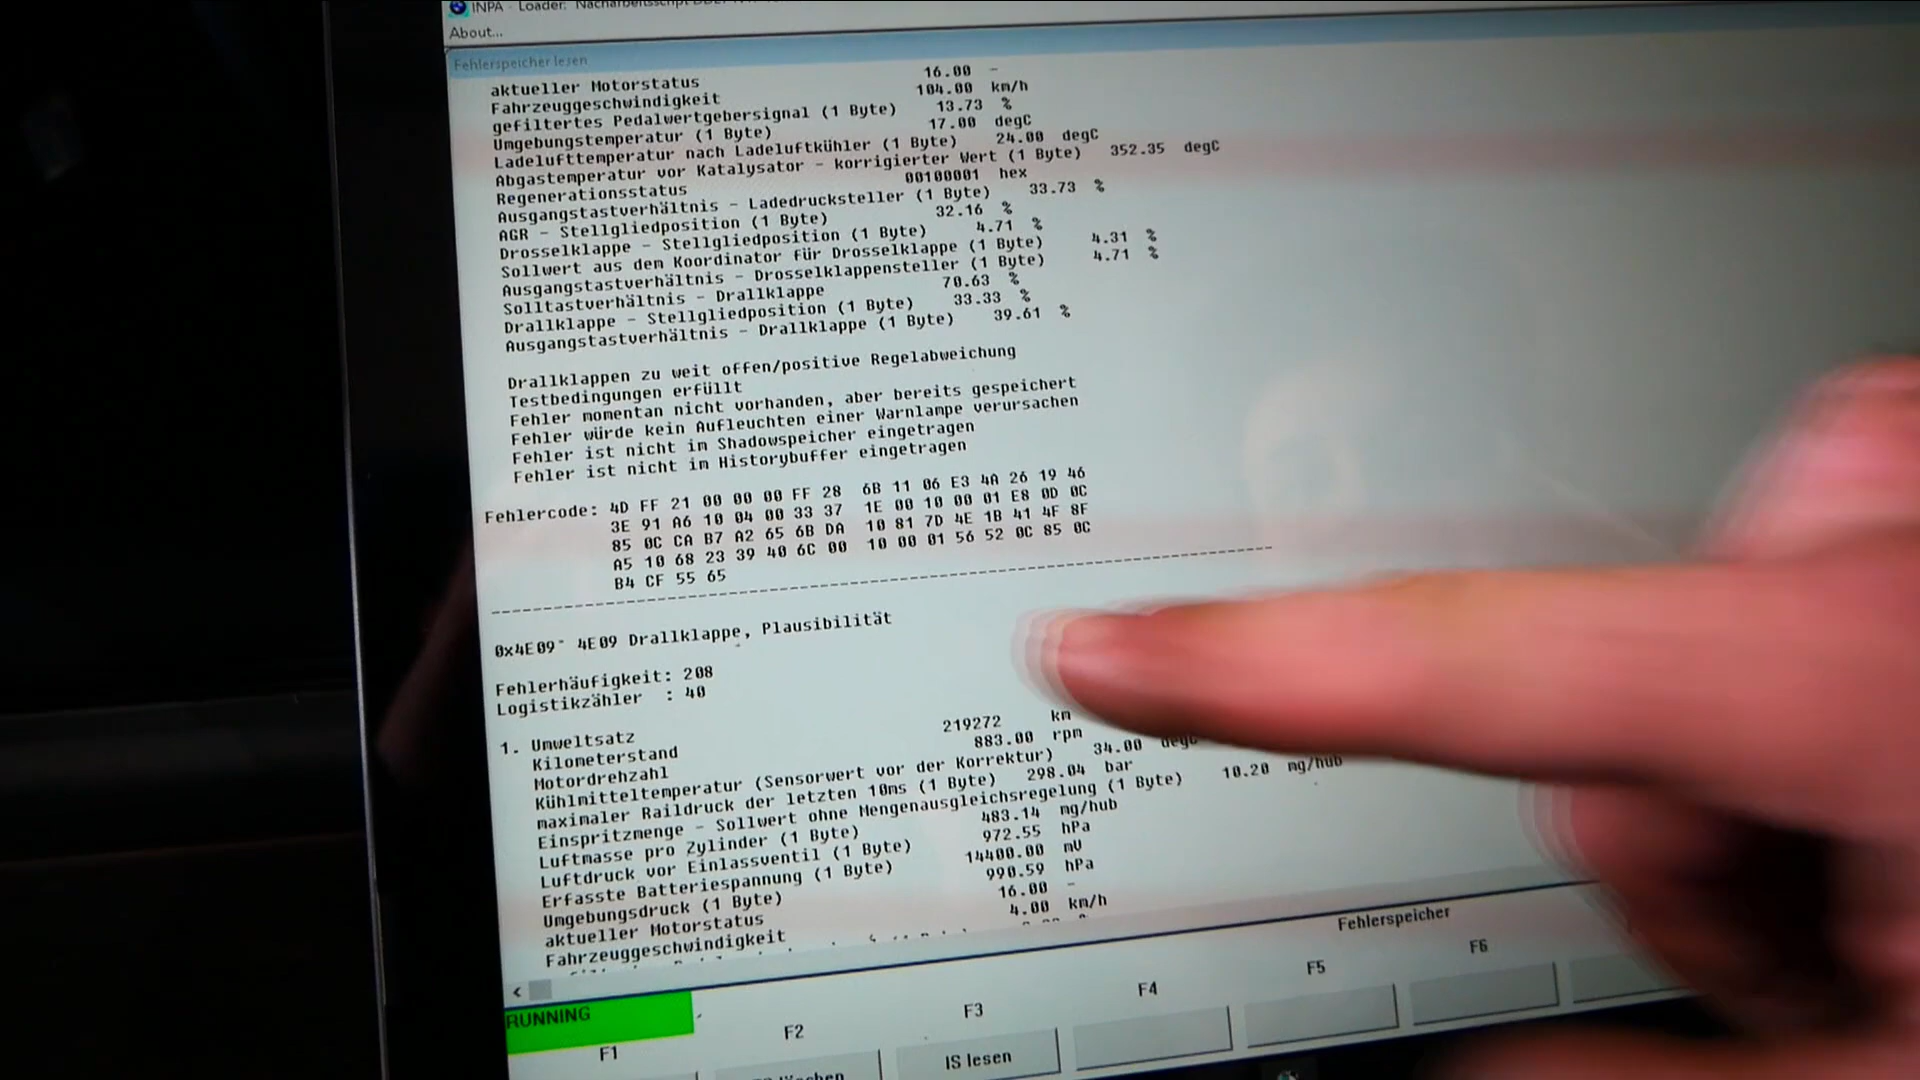 INPA - Loader: Nacharbeitsscript
About...
Fehlerspeicher lesen
aktueller Motorstatus 16.00 -
Fahrzeuggeschwindigkeit 104.00 km/h
gefiltertes Pedalwertgebersignal (1 Byte) 13.73 %
Umgebungstemperatur (1 Byte) 17.00 degC
Ladelufttemperatur nach Ladeluftkühler (1 Byte) 24.00 degC
Abgastemperatur vor Katalysator - korrigierter Wert (1 Byte) 352.35 degC
Regenerationsstatus 00100001 hex
Ausgangstastverhältnis - Ladedrucksteller (1 Byte) 33.73 %
AGR - Stellgliedposition (1 Byte) 32.16 %
Drosselklappe - Stellgliedposition (1 Byte) 4.71 %
Sollwert aus dem Koordinator für Drosselklappe (1 Byte) 4.31 %
Ausgangstastverhältnis - Drosselklappensteller (1 Byte) 4.71 %
Solltastverhältnis - Drallklappe 70.63 %
Drallklappe - Stellgliedposition (1 Byte) 33.33 %
Ausgangstastverhältnis - Drallklappe (1 Byte) 39.61 %
Drallklappen zu weit offen/positive Regelabweichung
Testbedingungen erfüllt
Fehler momentan nicht vorhanden, aber bereits gespeichert
Fehler würde kein Aufleuchten einer Warnlampe verursachen
Fehler ist nicht im Shadowspeicher eingetragen
Fehler ist nicht im Historybuffer eingetragen
Fehlercode: 4D FF 21 00 00 00 FF 28 6B 11 06 E3 4A 26 19 46
3E 91 A6 10 04 00 33 37 1E 00 10 00 01 E8 0D 0C
85 0C CA B7 A2 65 6B DA 10 81 7D 4E 1B 41 4F 8F
A5 10 68 23 39 40 6C 00 10 00 01 56 52 0C 85 0C
B4 CF 55 65
0x4E09 4E09 Drallklappe, Plausibilität
Fehlerhäufigkeit: 208
Logistikzähler : 40
1. Umweltsatz
Kilometerstand 219272 km
Motordrehzahl 883.00 rpm
Kühlmitteltemperatur (Sensorwert vor der Korrektur) 34.00 degC
maximaler Raildruck der letzten 10ms (1 Byte) 298.04 bar
Einspritzmenge - Sollwert ohne Mengenausgleichsregelung (1 Byte) 10.20 mg/hub
Luftmasse pro Zylinder (1 Byte) 483.14 mg/hub
Luftdruck vor Einlassventil (1 Byte) 972.55 hPa
Erfasste Batteriespannung (1 Byte) 14400.00 mV
Umgebungsdruck (1 Byte) 990.59 hPa
aktueller Motorstatus 16.00 -
Fahrzeuggeschwindigkeit 4.00 km/h
Fehlerspeicher
RUNNING
F1 F2 F3 F4 F5 F6
IS lesen